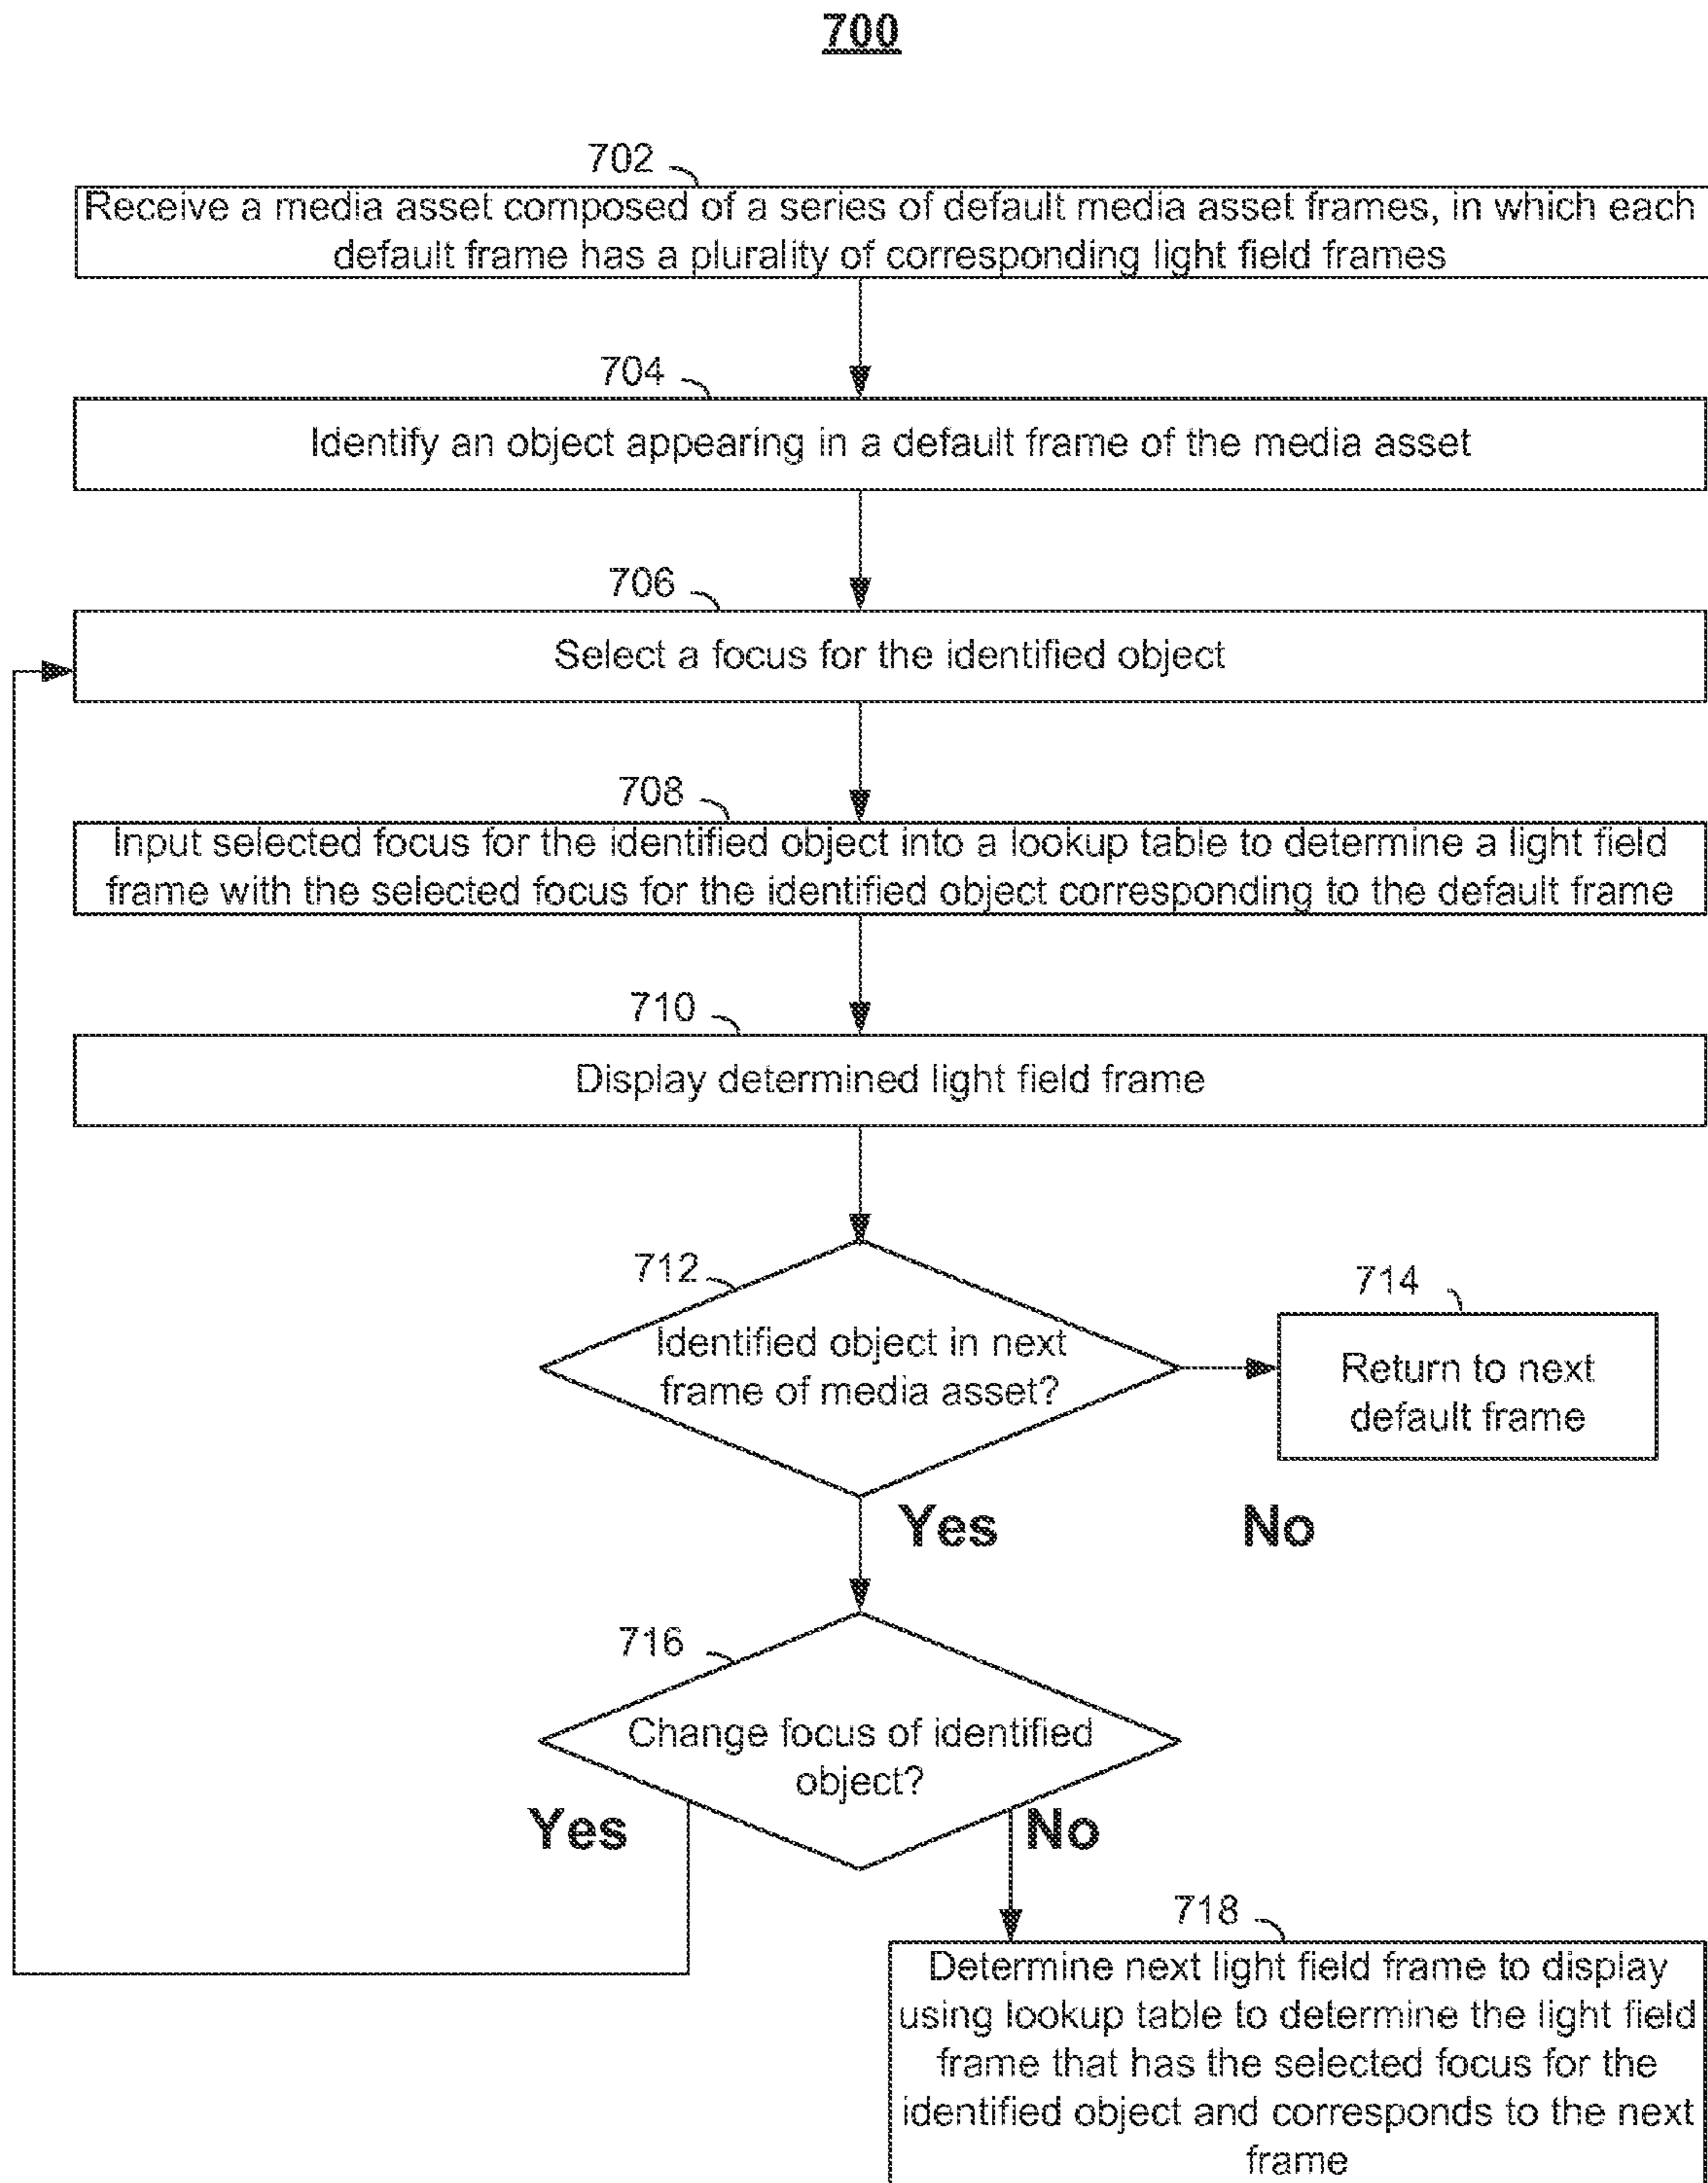 700
702
Receive a media asset composed of a series of default media asset frames, in which each
default frame has a plurality of corresponding light field frames
704
Identify an object appearing in a default frame of the media asset
706
Select a focus for the identified object
708
Input selected focus for the identified object into a lookup table to determine a light field
frame with the selected focus for the identified object corresponding to the default frame
710
Display determined light field frame
712
Identified object in next
frame of media asset?
714
Return to next
default frame
Yes
No
716
Change focus of identified
object?
Yes
No
718
Determine next light field frame to display
using lookup table to determine the light field
frame that has the selected focus for the
identified object and corresponds to the next
frame